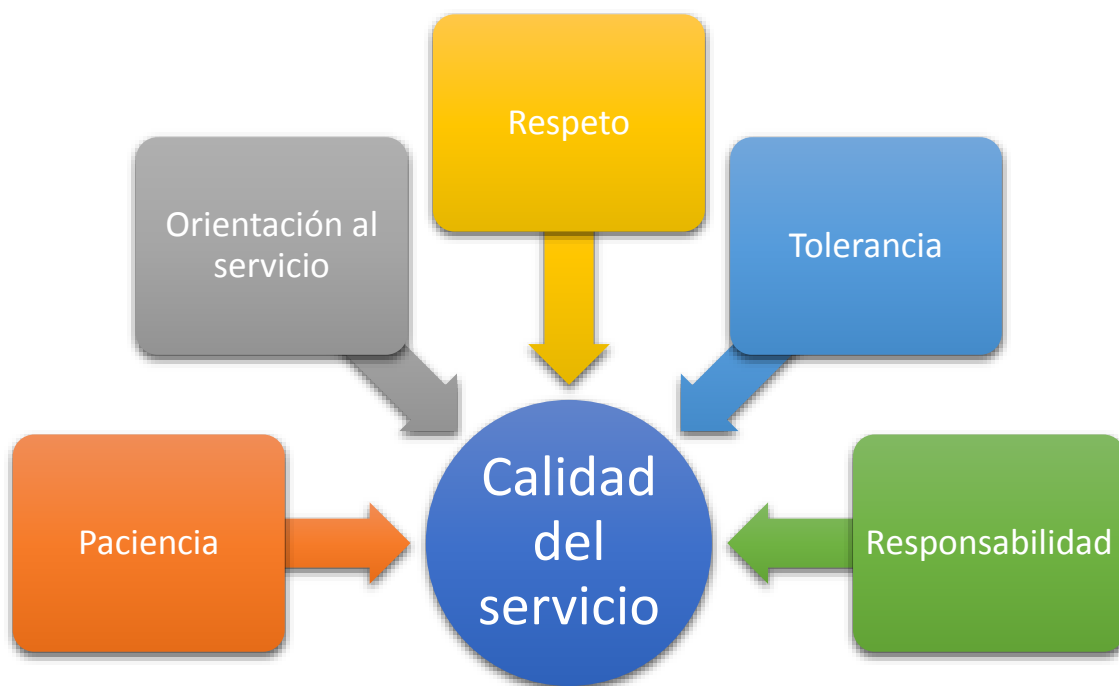 Respeto
Orientación al
servicio
Tolerancia
Paciencia
Calidad
del
servicio
Responsabilidad